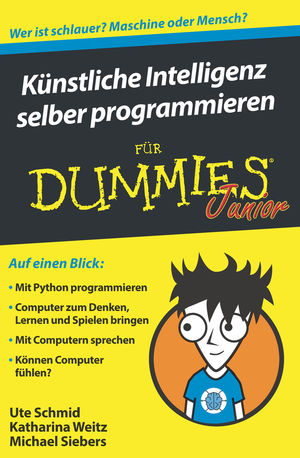 Wer ist schlauer? Maschine oder Mensch?
Künstliche Intelligenz
selber programmieren
FÜR
DUMMIES®
Junior
Auf einen Blick:
• Mit Python programmieren
• Computer zum Denken,
Lernen und Spielen bringen
• Mit Computern sprechen
• Können Computer
fühlen?
Ute Schmid
Katharina Weitz
Michael Siebers